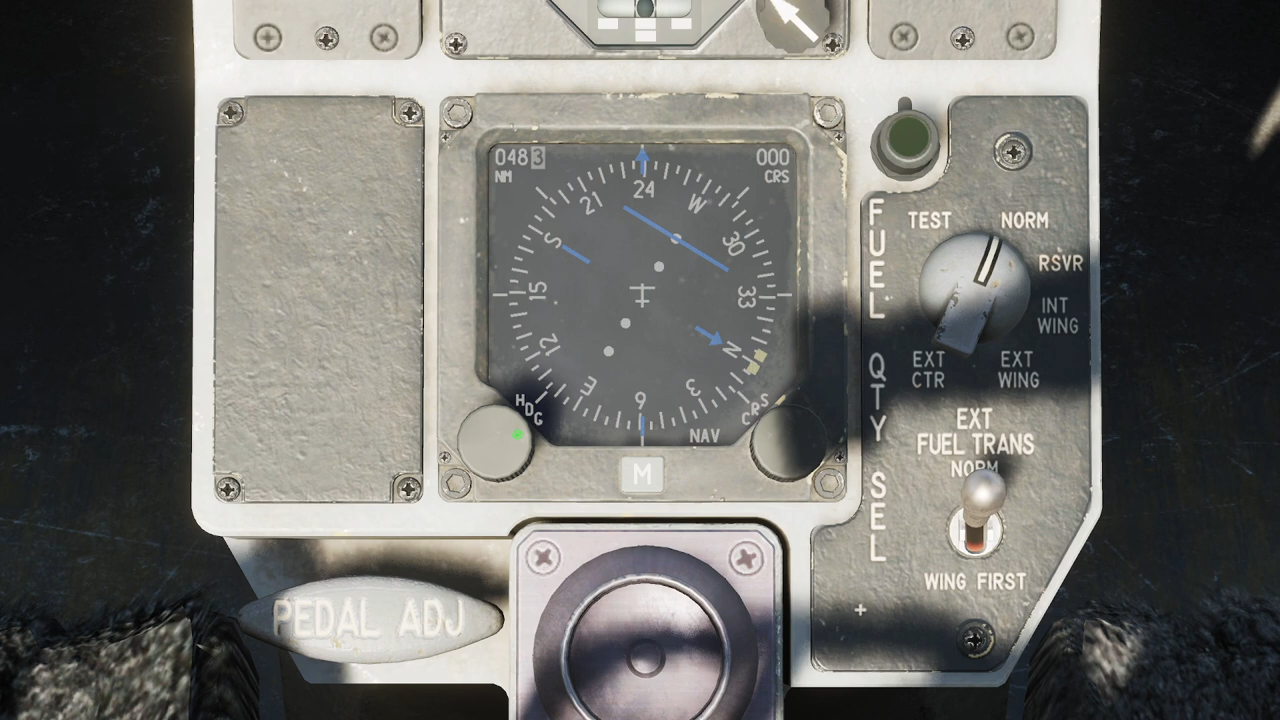 048 3
NM
000
CRS
24
21
W
S
30
15
33
12
N
E
3
6
HDG
CRS
NAV
M
FUEL QTY SEL
TEST
NORM
RSVR
INT
WING
EXT
WING
EXT
CTR
EXT
FUEL TRANS
NORM
WING FIRST
PEDAL ADJ